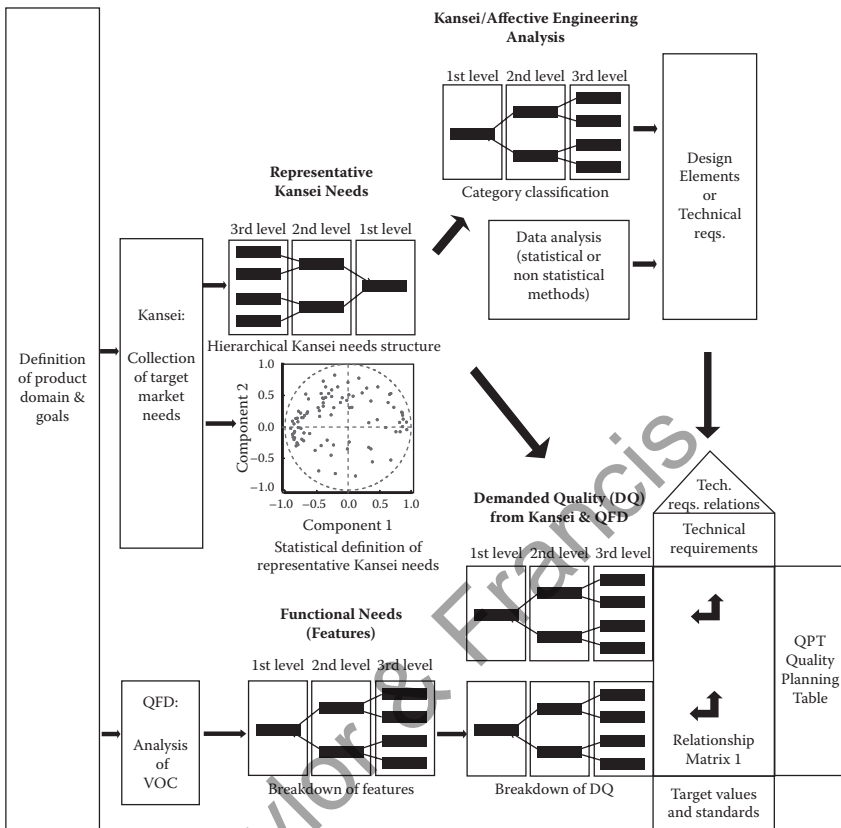 Kansei/Affective Engineering
Analysis
1st level 2nd level 3rd level
Category classification
Design
Elements
or
Technical
reqs.
Data analysis
(statistical or
non statistical
methods)
Representative
Kansei Needs
3rd level 2nd level 1st level
Hierarchical Kansei needs structure
Definition
of product
domain &
goals
Kansei:
Collection
of target
market
needs
1.0
0.5
0.0
−0.5
−1.0
Component 2
−1.0 −0.5 0.0 0.5 1.0
Component 1
Statistical definition of
representative Kansei needs
Demanded Quality (DQ)
from Kansei & QFD
1st level 2nd level 3rd level
Tech.
reqs. relations
Technical
requirements
Functional Needs
(Features)
1st level 2nd level 3rd level
QFD:
Analysis
of
VOC
Breakdown of features
Breakdown of DQ
Relationship
Matrix 1
QPT
Quality
Planning
Table
Target values
and standards
ylor & Francis